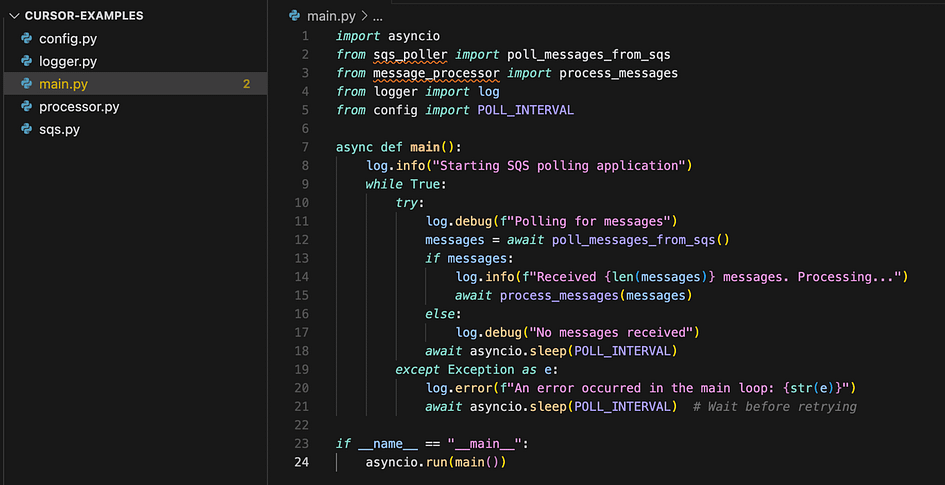 CURSOR-EXAMPLES
config.py
logger.py
main.py 2
processor.py
sqs.py
main.py > ...
1 import asyncio
2 from sqs_poller import poll_messages_from_sqs
3 from message_processor import process_messages
4 from logger import log
5 from config import POLL_INTERVAL
6
7 async def main():
8     log.info("Starting SQS polling application")
9     while True:
10         try:
11             log.debug(f"Polling for messages")
12             messages = await poll_messages_from_sqs()
13             if messages:
14                 log.info(f"Received {len(messages)} messages. Processing...")
15                 await process_messages(messages)
16             else:
17                 log.debug("No messages received")
18             await asyncio.sleep(POLL_INTERVAL)
19         except Exception as e:
20             log.error(f"An error occurred in the main loop: {str(e)}")
21             await asyncio.sleep(POLL_INTERVAL)  # Wait before retrying
22
23 if __name__ == "__main__":
24     asyncio.run(main())